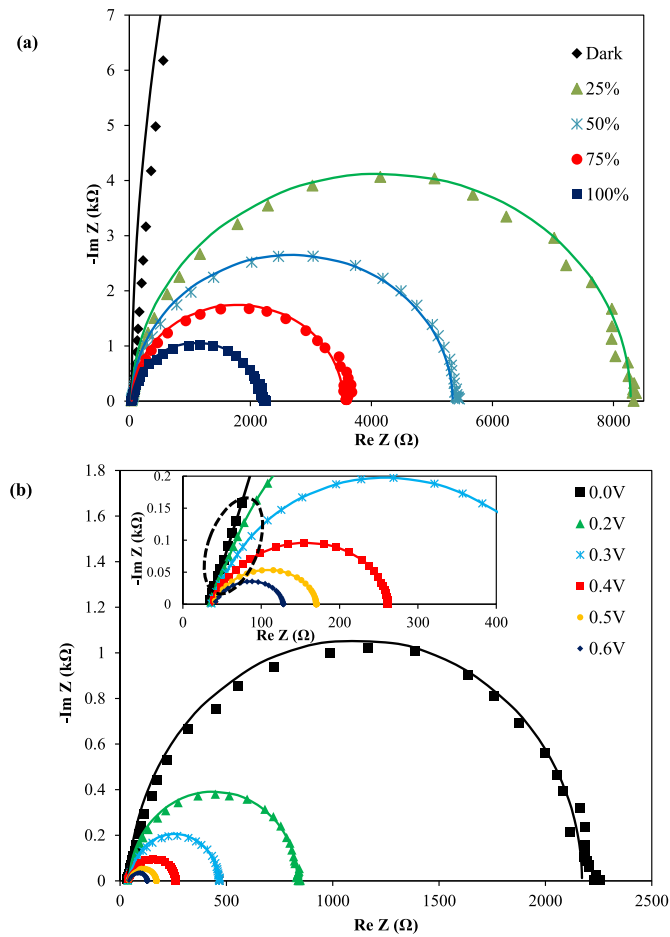 (a)
7
6
5
4
3
2
1
0
-Im Z (kΩ)
0 2000 4000 6000 8000
Re Z (Ω)
Dark
25%
50%
75%
100%
(b)
1.8
1.6
1.4
1.2
1
0.8
0.6
0.4
0.2
0
-Im Z (kΩ)
0 500 1000 1500 2000 2500
Re Z (Ω)
0.2
0.15
0.1
0.05
0
-Im Z (kΩ)
0 100 200 300 400
Re Z (Ω)
0.0V
0.2V
0.3V
0.4V
0.5V
0.6V